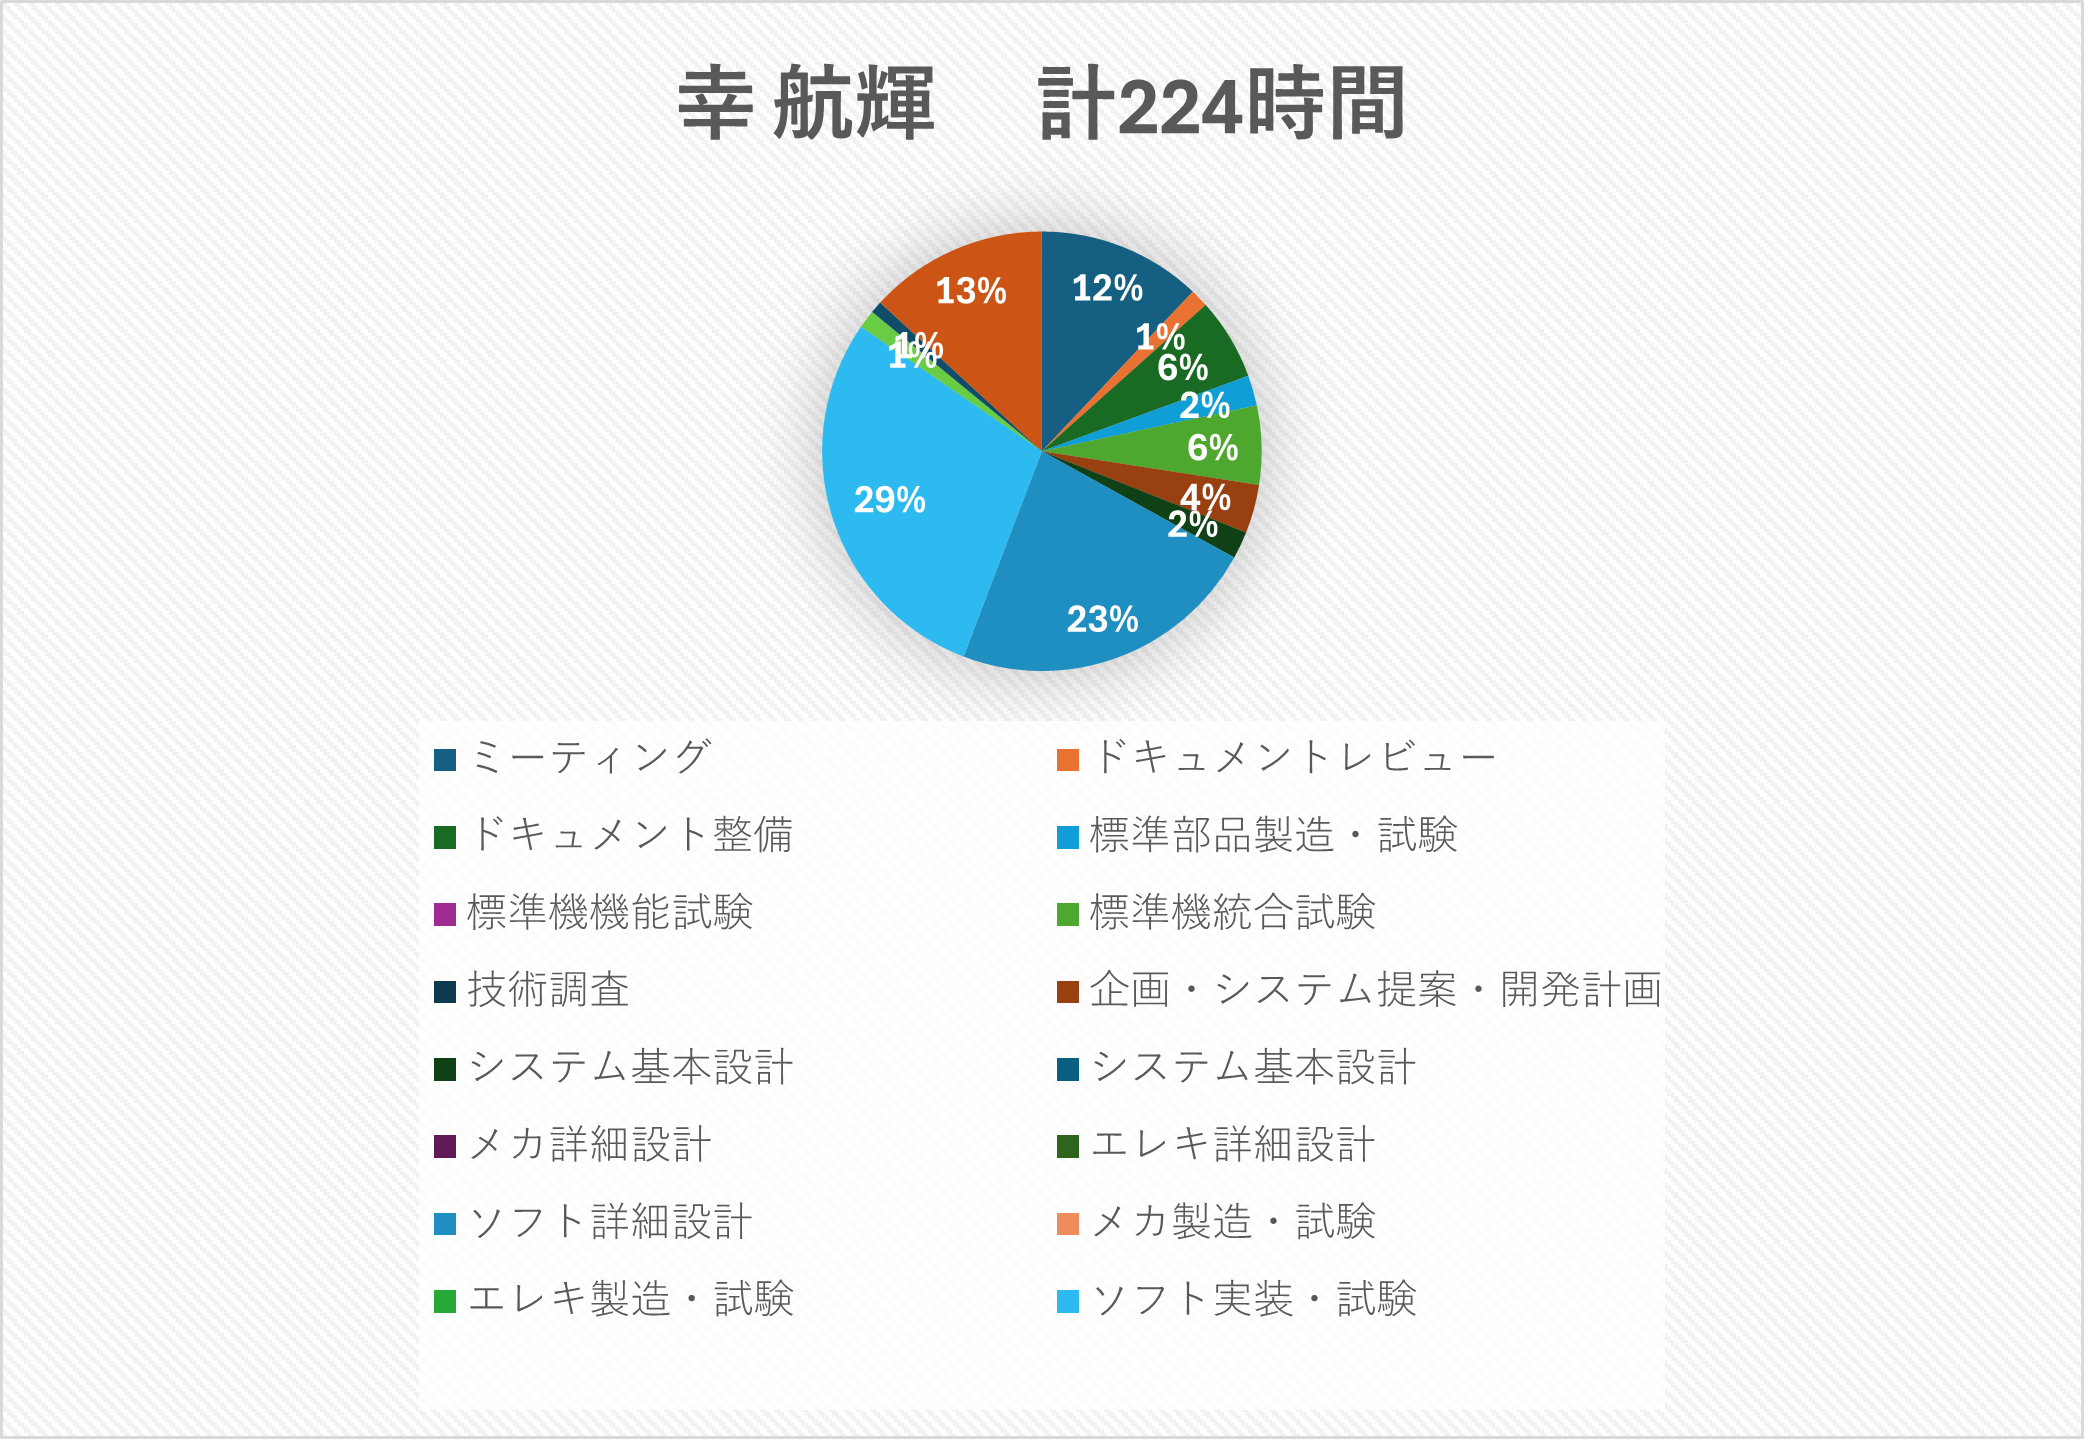 幸 航輝　計224時間
13%
12%
1%
1%
1%
6%
2%
6%
29%
4%
2%
23%
ミーティング
ドキュメントレビュー
ドキュメント整備
標準部品製造・試験
標準機機能試験
標準機統合試験
技術調査
企画・システム提案・開発計画
システム基本設計
システム基本設計
メカ詳細設計
エレキ詳細設計
ソフト詳細設計
メカ製造・試験
エレキ製造・試験
ソフト実装・試験